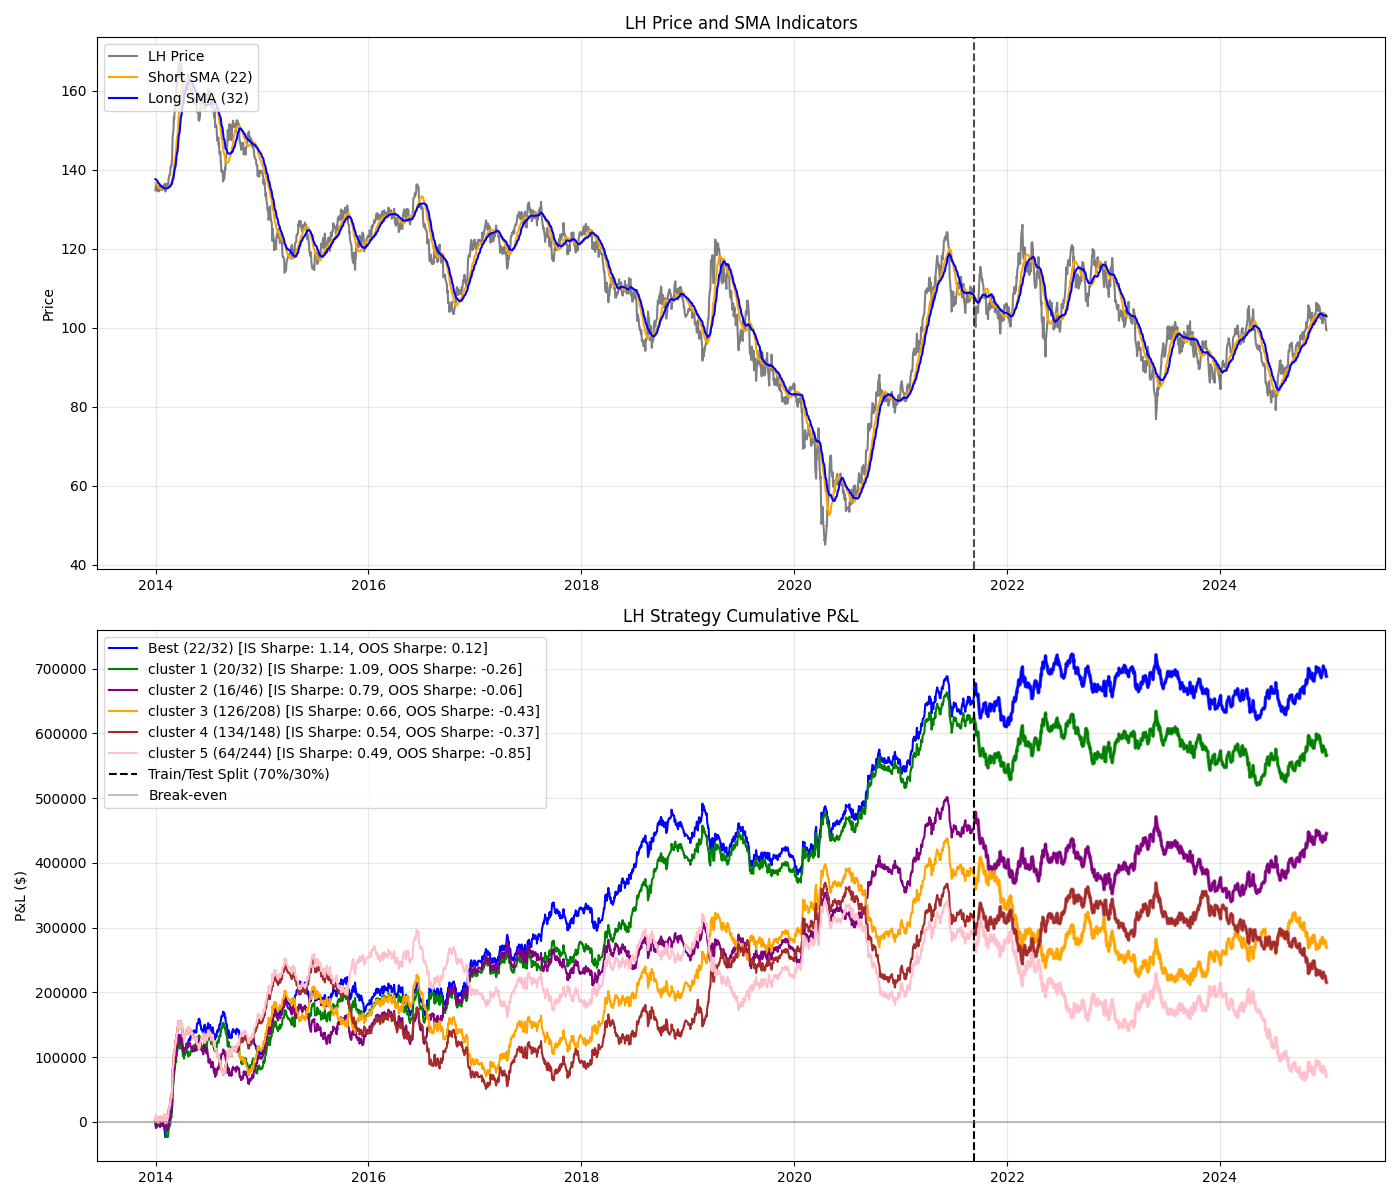 LH Price and SMA Indicators
LH Price
Short SMA (22)
Long SMA (32)
Price
160
140
120
100
80
60
40
2014
2016
2018
2020
2022
2024
LH Strategy Cumulative P&L
Best (22/32) [IS Sharpe: 1.14, OOS Sharpe: 0.12]
cluster 1 (20/32) [IS Sharpe: 1.09, OOS Sharpe: -0.26]
cluster 2 (16/46) [IS Sharpe: 0.79, OOS Sharpe: -0.06]
cluster 3 (126/208) [IS Sharpe: 0.66, OOS Sharpe: -0.43]
cluster 4 (134/148) [IS Sharpe: 0.54, OOS Sharpe: -0.37]
cluster 5 (64/244) [IS Sharpe: 0.49, OOS Sharpe: -0.85]
Train/Test Split (70%/30%)
Break-even
P&L ($)
700000
600000
500000
400000
300000
200000
100000
0
2014
2016
2018
2020
2022
2024